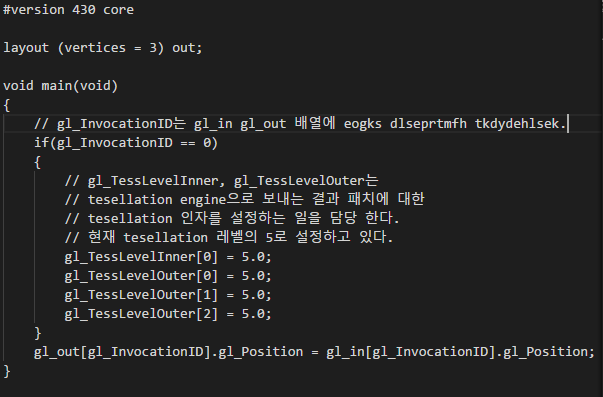 #version 430 core
layout (vertices = 3) out;
void main(void)
{
// gl_InvocationID는 gl_in gl_out 배열에 eogks dlseprtmfh tkdydehlsek.
if(gl_InvocationID == 0)
{
// gl_TessLevelInner, gl_TessLevelOuter는
// tesellation engine으로 보내는 결과 패치에 대한
// tesellation 인자를 설정하는 일을 담당 한다.
// 현재 tesellation 레벨의 5로 설정하고 있다.
gl_TessLevelInner[0] = 5.0;
gl_TessLevelOuter[0] = 5.0;
gl_TessLevelOuter[1] = 5.0;
gl_TessLevelOuter[2] = 5.0;
}
gl_out[gl_InvocationID].gl_Position = gl_in[gl_InvocationID].gl_Position;
}